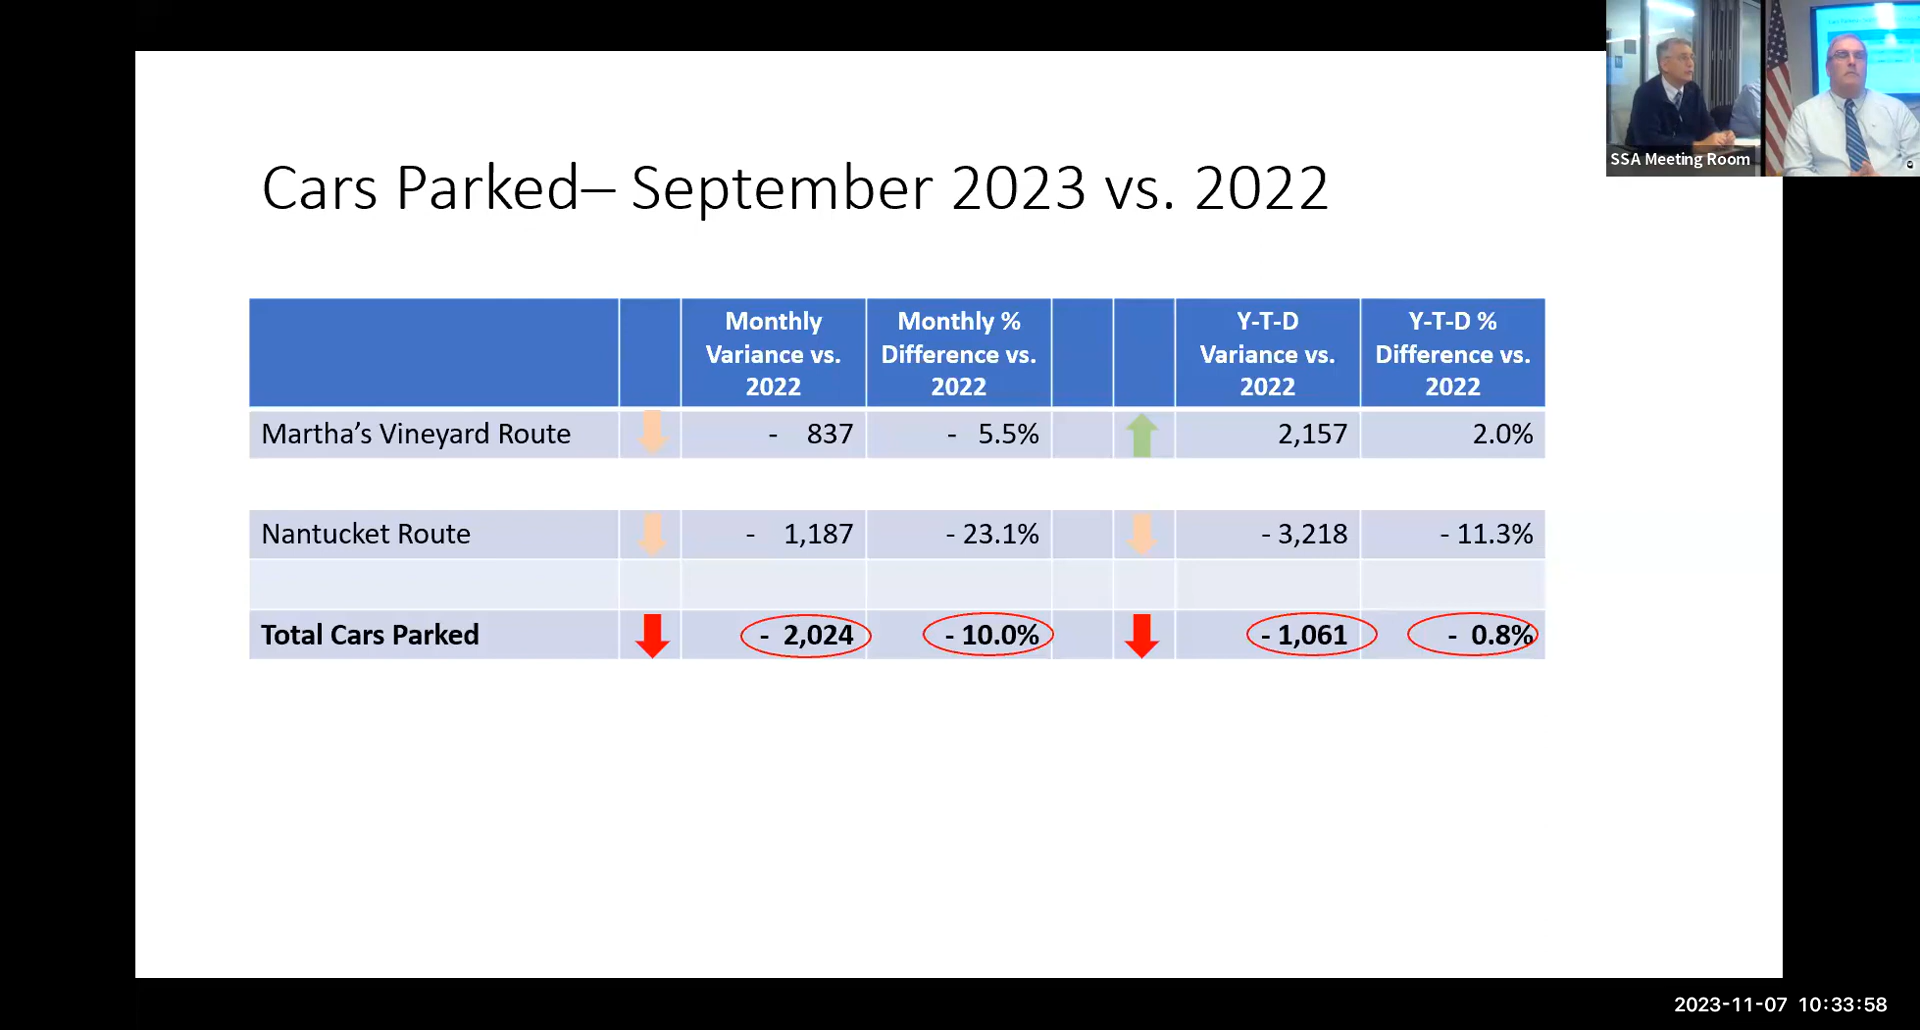 SSA Meeting Room
Cars Parked– September 2023 vs. 2022
Monthly Variance vs. 2022
Monthly % Difference vs. 2022
Y-T-D Variance vs. 2022
Y-T-D % Difference vs. 2022
Martha’s Vineyard Route - 837 - 5.5% 2,157 2.0%
Nantucket Route - 1,187 - 23.1% - 3,218 - 11.3%
Total Cars Parked - 2,024 - 10.0% - 1,061 - 0.8%
2023-11-07 10:33:58